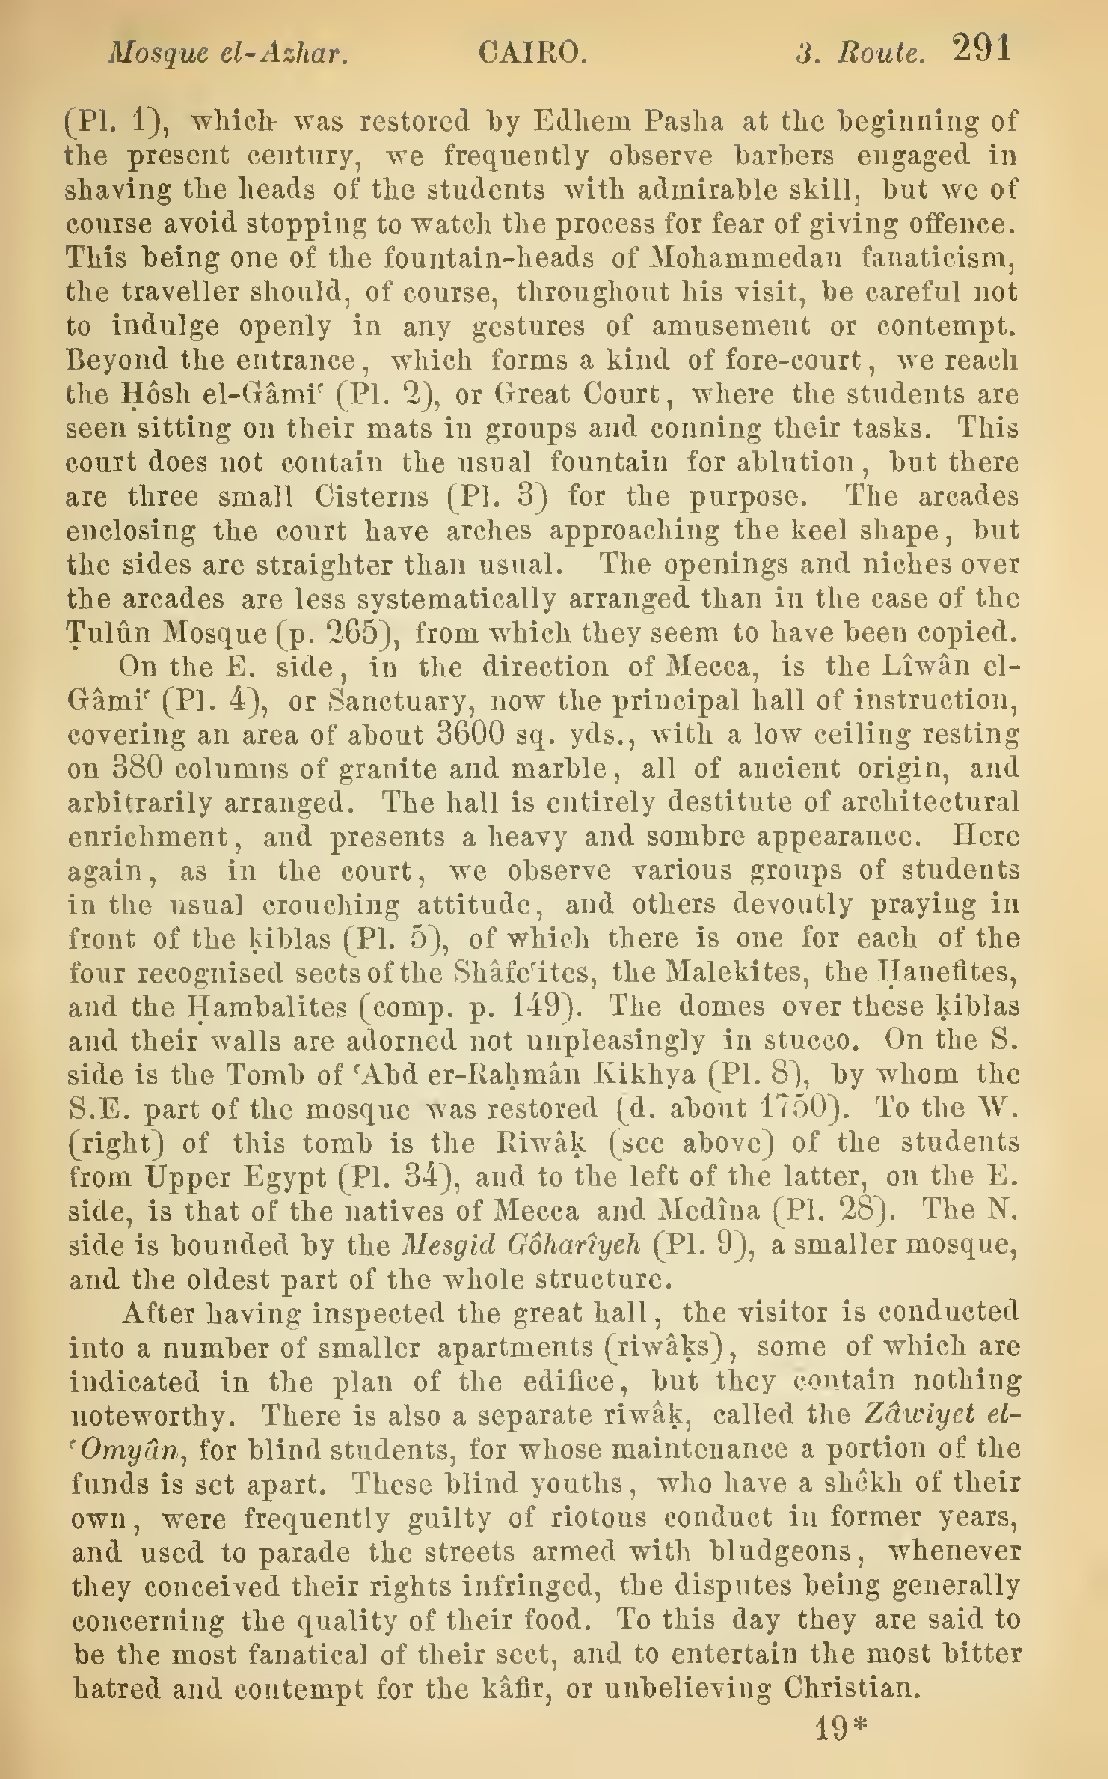 Mosque el-Azhar. CAIRO. 3. Route. 291
(Pl. 1), which was restored by Edhem Pasha at the beginning of
the present century, we frequently observe barbers engaged in
shaving the heads of the students with admirable skill, but we of
course avoid stopping to watch the process for fear of giving offence.
This being one of the fountain-heads of Mohammedan fanaticism,
the traveller should, of course, throughout his visit, be careful not
to indulge openly in any gestures of amusement or contempt.
Beyond the entrance, which forms a kind of fore-court, we reach
the Ḥôsh el-Gâmiʿ (Pl. 2), or Great Court, where the students are
seen sitting on their mats in groups and conning their tasks. This
court does not contain the usual fountain for ablution, but there
are three small Cisterns (Pl. 3) for the purpose. The arcades
enclosing the court have arches approaching the keel shape, but
the sides are straighter than usual. The openings and niches over
the arcades are less systematically arranged than in the case of the
Ṭulûn Mosque (p. 265), from which they seem to have been copied.
On the E. side, in the direction of Mecca, is the Lîwân el-
Gâmiʿ (Pl. 4), or Sanctuary, now the principal hall of instruction,
covering an area of about 3600 sq. yds., with a low ceiling resting
on 380 columns of granite and marble, all of ancient origin, and
arbitrarily arranged. The hall is entirely destitute of architectural
enrichment, and presents a heavy and sombre appearance. Here
again, as in the court, we observe various groups of students
in the usual crouching attitude, and others devoutly praying in
front of the ḳiblas (Pl. 5), of which there is one for each of the
four recognised sects of the Shâfeʿites, the Malekites, the Ḥanefites,
and the Ḥambalites (comp. p. 149). The domes over these ḳiblas
and their walls are adorned not unpleasingly in stucco. On the S.
side is the Tomb of ʿAbd er-Raḥmân Kikhya (Pl. 8), by whom the
S.E. part of the mosque was restored (d. about 1750). To the W.
(right) of this tomb is the Riwâḳ (see above) of the students
from Upper Egypt (Pl. 34), and to the left of the latter, on the E.
side, is that of the natives of Mecca and Medîna (Pl. 28). The N.
side is bounded by the Mesgid Gôharîyeh (Pl. 9), a smaller mosque,
and the oldest part of the whole structure.
After having inspected the great hall, the visitor is conducted
into a number of smaller apartments (riwâḳs), some of which are
indicated in the plan of the edifice, but they contain nothing
noteworthy. There is also a separate riwâḳ, called the Zâwiyet el-
ʿOmyân, for blind students, for whose maintenance a portion of the
funds is set apart. These blind youths, who have a shêkh of their
own, were frequently guilty of riotous conduct in former years,
and used to parade the streets armed with bludgeons, whenever
they conceived their rights infringed, the disputes being generally
concerning the quality of their food. To this day they are said to
be the most fanatical of their sect, and to entertain the most bitter
hatred and contempt for the kâfir, or unbelieving Christian.
19*